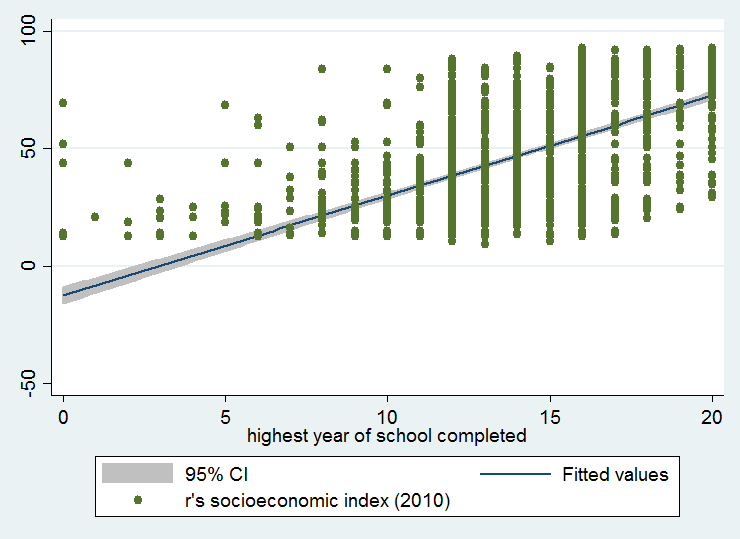 100
50
0
-50
0 5 10 15 20
highest year of school completed
95% CI Fitted values
r's socioeconomic index (2010)